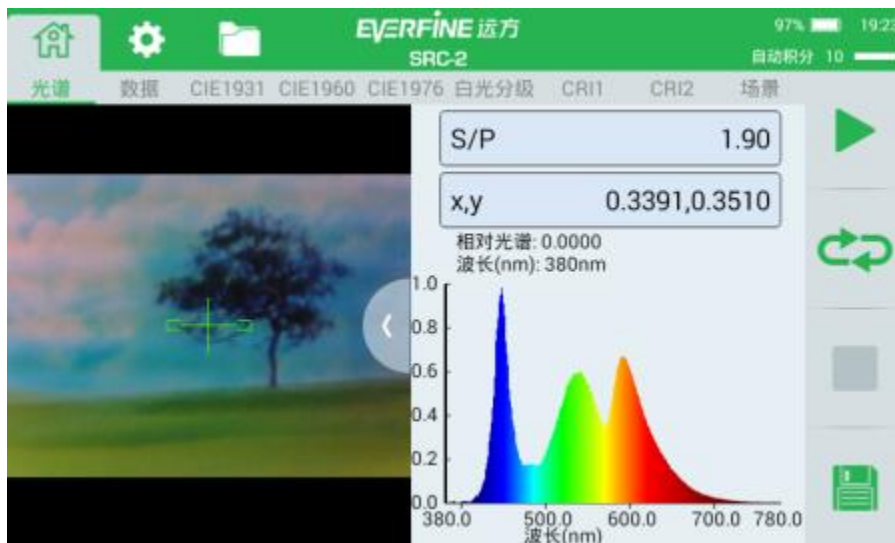 EVERFINE 远方
SRC-2
97% 19:23
自动积分 10
光谱 数据 CIE1931 CIE1960 CIE1976 白光分级 CRI1 CRI2 场景
S/P 1.90
x,y 0.3391,0.3510
相对光谱: 0.0000
波长(nm): 380nm
1.0
0.8
0.6
0.4
0.2
0.0
380.0 500.0 600.0 700.0 780.0
波长(nm)